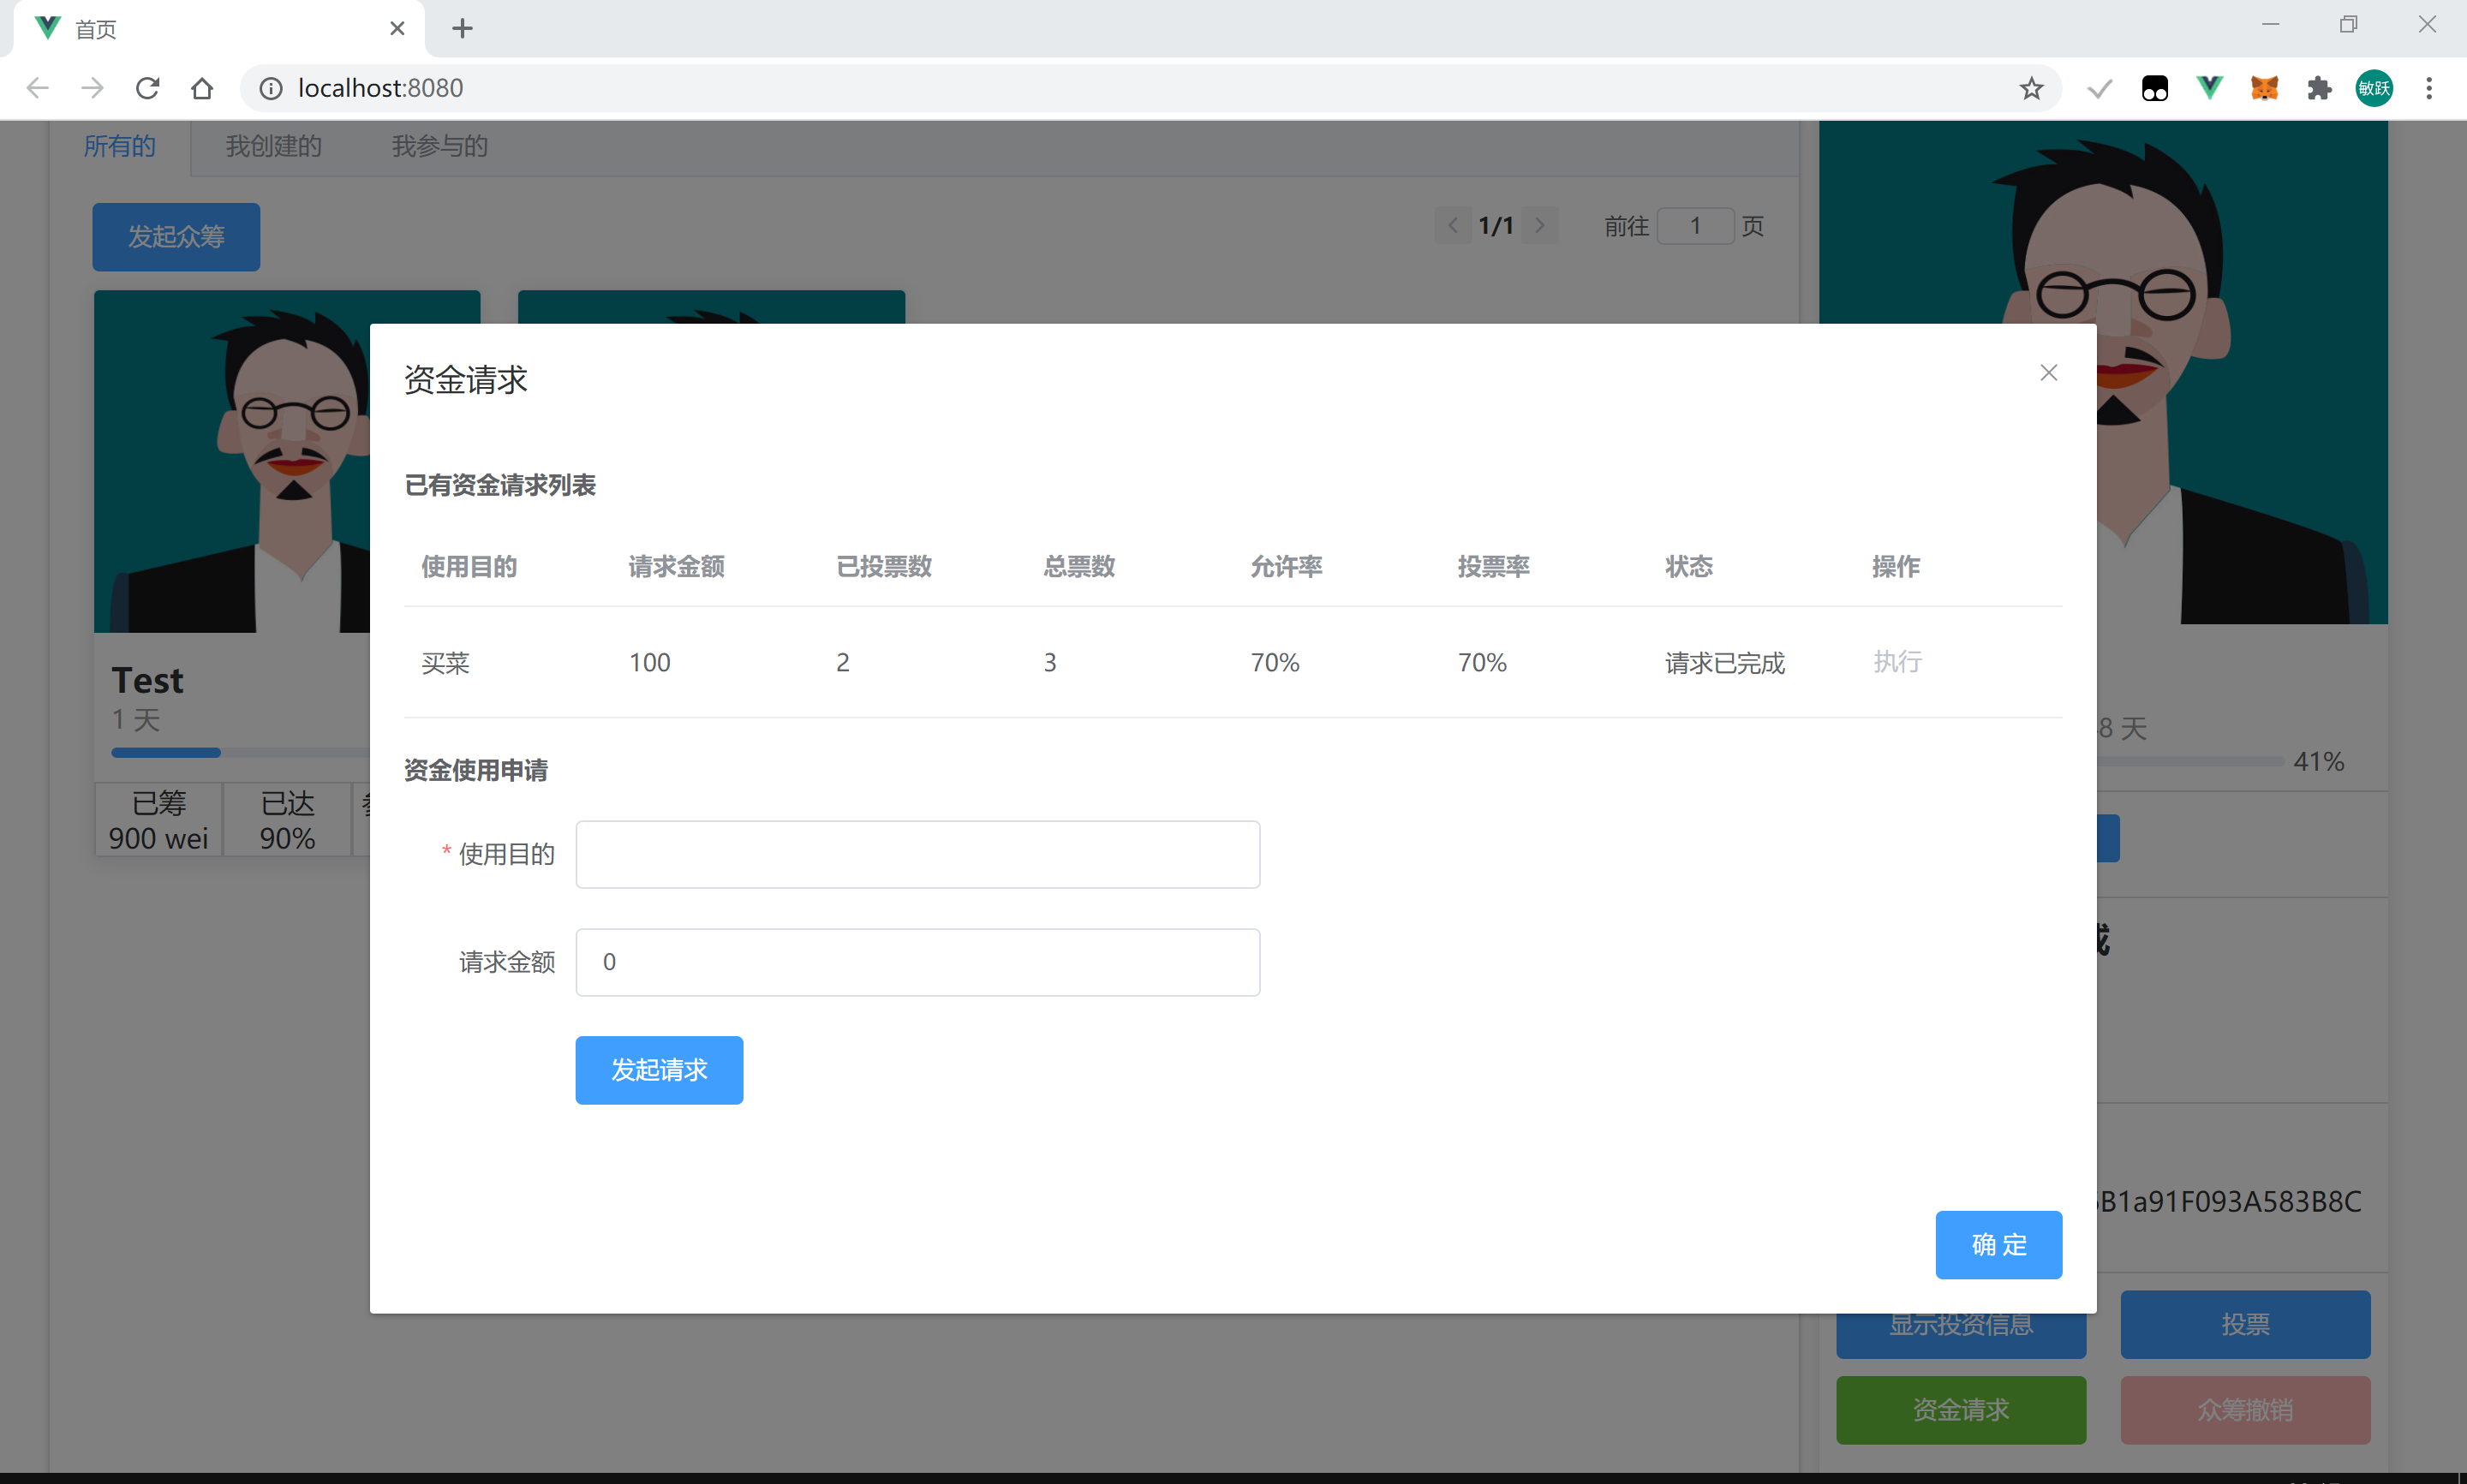 首页
localhost:8080
敏跃
所有的
我创建的
我参与的
发起众筹
1/1
前往 1 页
资金请求
已有资金请求列表
使用目的 请求金额 已投票数 总票数 允许率 投票率 状态 操作
买菜 100 2 3 70% 70% 请求已完成 执行
资金使用申请
* 使用目的
请求金额 0
发起请求
确 定
Test
1 天
已筹
900 wei
已达
90%
8 天
41%
B1a91F093A583B8C
显示投资信息
投票
资金请求
众筹撤销